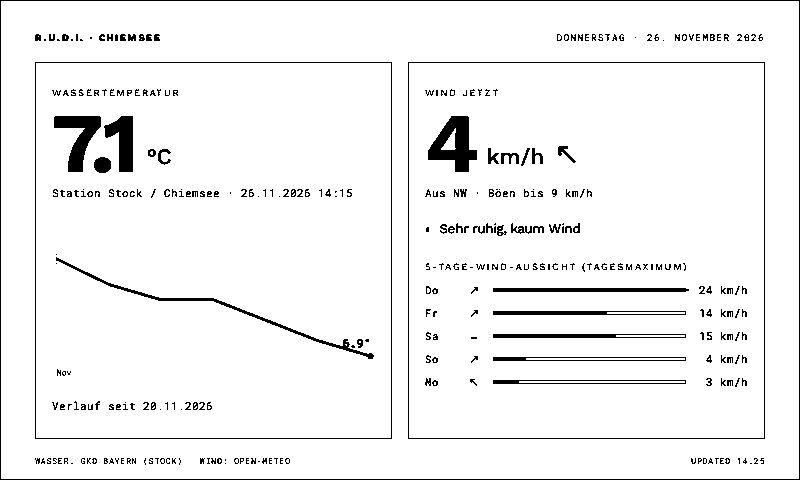 R.U.D.I. · CHIEMSEE
DONNERSTAG · 26. NOVEMBER 2026
WASSERTEMPERATUR
7.1 °C
Station Stock / Chiemsee · 26.11.2026 14:15
6.9°
Nov
Verlauf seit 20.11.2026
WIND JETZT
4 km/h ↖
Aus NW · Böen bis 9 km/h
Sehr ruhig, kaum Wind
5-TAGE-WIND-AUSSICHT (TAGESMAXIMUM)
Do ↗ 24 km/h
Fr ↗ 14 km/h
Sa – 15 km/h
So ↗ 4 km/h
Mo ↖ 3 km/h
WASSER: GKD BAYERN (STOCK) WIND: OPEN-METEO
UPDATED 14:25